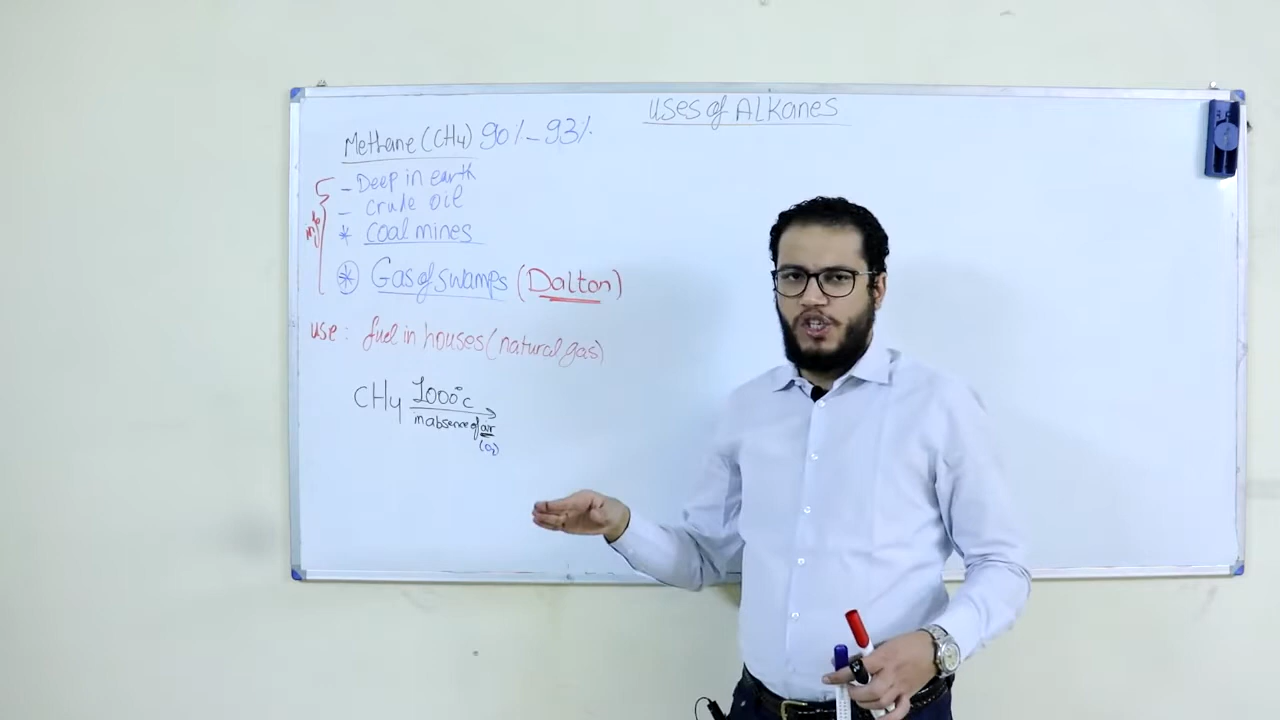 Uses of Alkanes
Methane (CH4) 90% - 93%
- Deep in earth
- crude oil
* coal mines
* Gas of swamps (Dalton)
use: fuel in houses (natural gas)
CH4 1000°c
in absence of air
(O2)